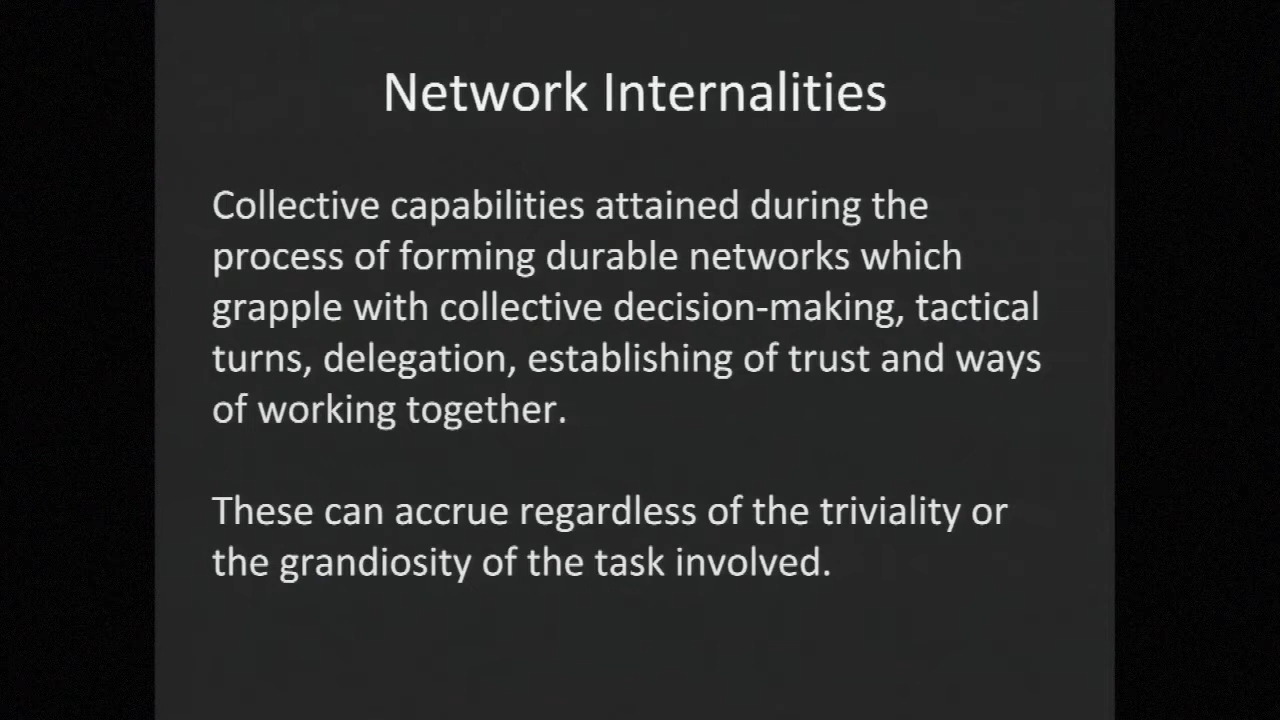 Network Internalities
Collective capabilities attained during the
process of forming durable networks which
grapple with collective decision-making, tactical
turns, delegation, establishing of trust and ways
of working together.
These can accrue regardless of the triviality or
the grandiosity of the task involved.